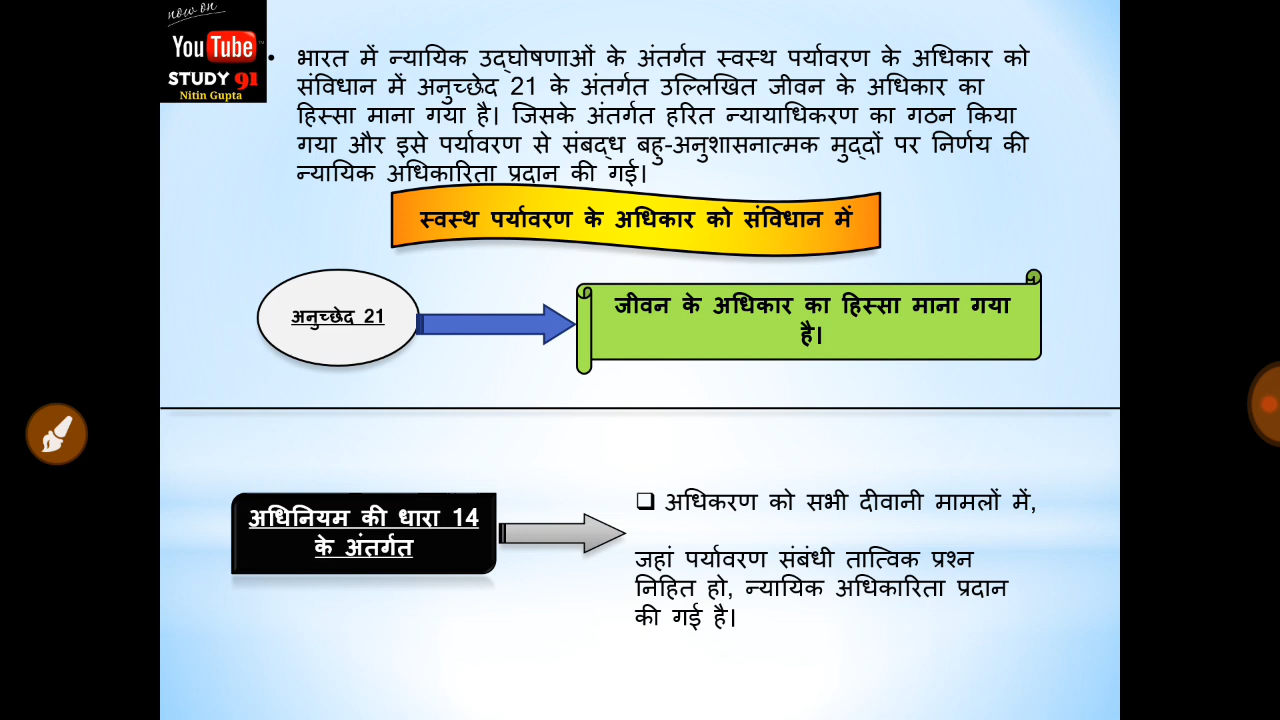 now on
YouTube
STUDY 91
Nitin Gupta
• भारत में न्यायिक उद्घोषणाओं के अंतर्गत स्वस्थ पर्यावरण के अधिकार को
संविधान में अनुच्छेद 21 के अंतर्गत उल्लिखित जीवन के अधिकार का
हिस्सा माना गया है। जिसके अंतर्गत हरित न्यायाधिकरण का गठन किया
गया और इसे पर्यावरण से संबद्ध बहु-अनुशासनात्मक मुद्दों पर निर्णय की
न्यायिक अधिकारिता प्रदान की गई।
स्वस्थ पर्यावरण के अधिकार को संविधान में
अनुच्छेद 21
जीवन के अधिकार का हिस्सा माना गया
है।
अधिनियम की धारा 14
के अंतर्गत
❑ अधिकरण को सभी दीवानी मामलों में,
जहां पर्यावरण संबंधी तात्विक प्रश्न
निहित हो, न्यायिक अधिकारिता प्रदान
की गई है।